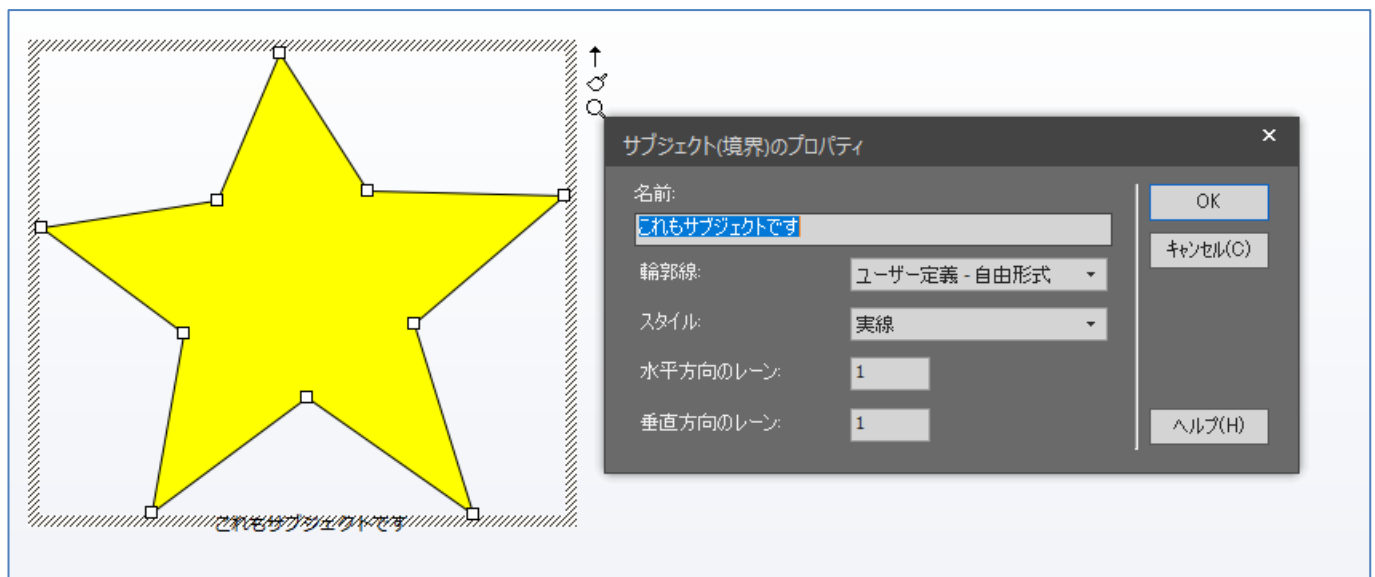 これもサブジェクトです
サブジェクト(境界)のプロパティ
×
名前:
これもサブジェクトです
輪郭線:
ユーザー定義 - 自由形式
スタイル:
実線
水平方向のレーン:
1
垂直方向のレーン:
1
OK
キャンセル(C)
ヘルプ(H)